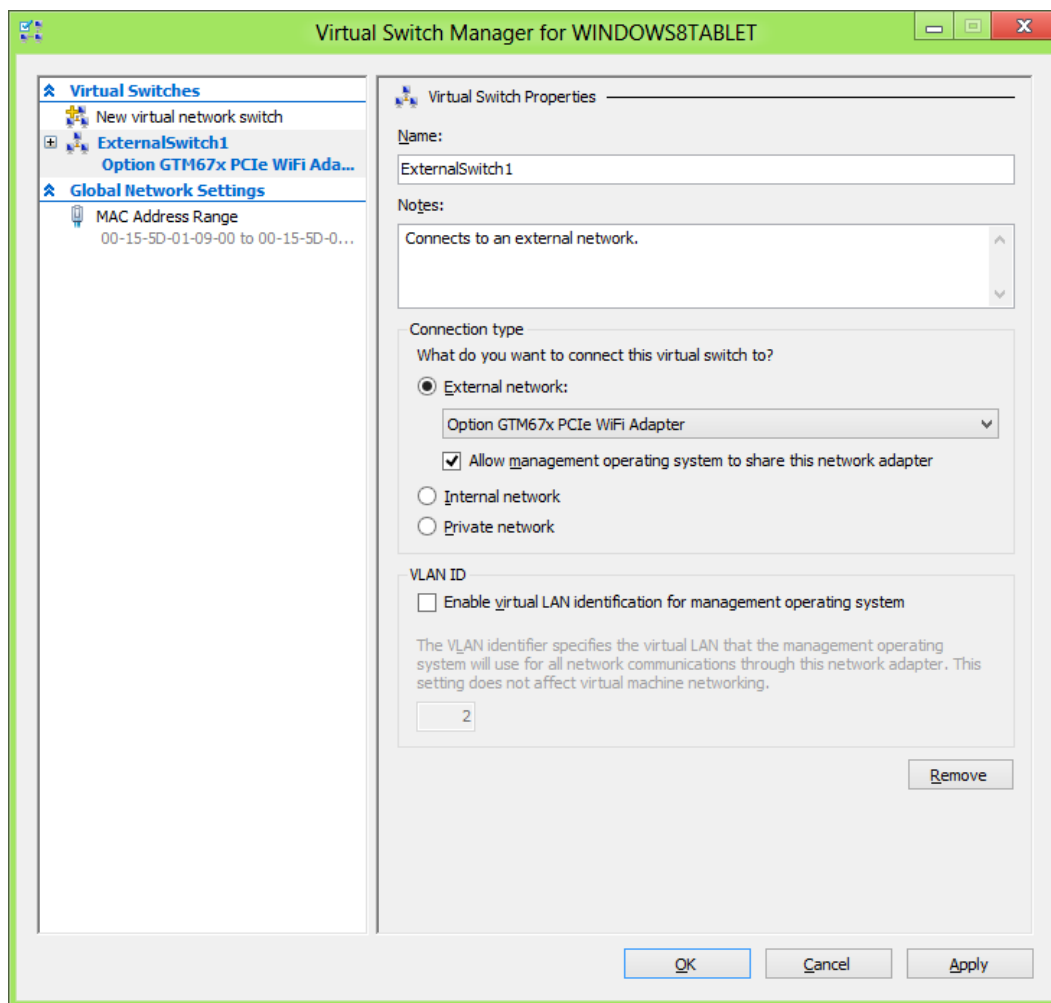 Virtual Switch Manager for WINDOWS8TABLET
Virtual Switches
New virtual network switch
ExternalSwitch1
Option GTM67x PCIe WiFi Ada...
Global Network Settings
MAC Address Range
00-15-5D-01-09-00 to 00-15-5D-0...
Virtual Switch Properties
Name:
ExternalSwitch1
Notes:
Connects to an external network.
Connection type
What do you want to connect this virtual switch to?
External network:
Option GTM67x PCIe WiFi Adapter
Allow management operating system to share this network adapter
Internal network
Private network
VLAN ID
Enable virtual LAN identification for management operating system
The VLAN identifier specifies the virtual LAN that the management operating
system will use for all network communications through this network adapter. This
setting does not affect virtual machine networking.
2
Remove
OK
Cancel
Apply